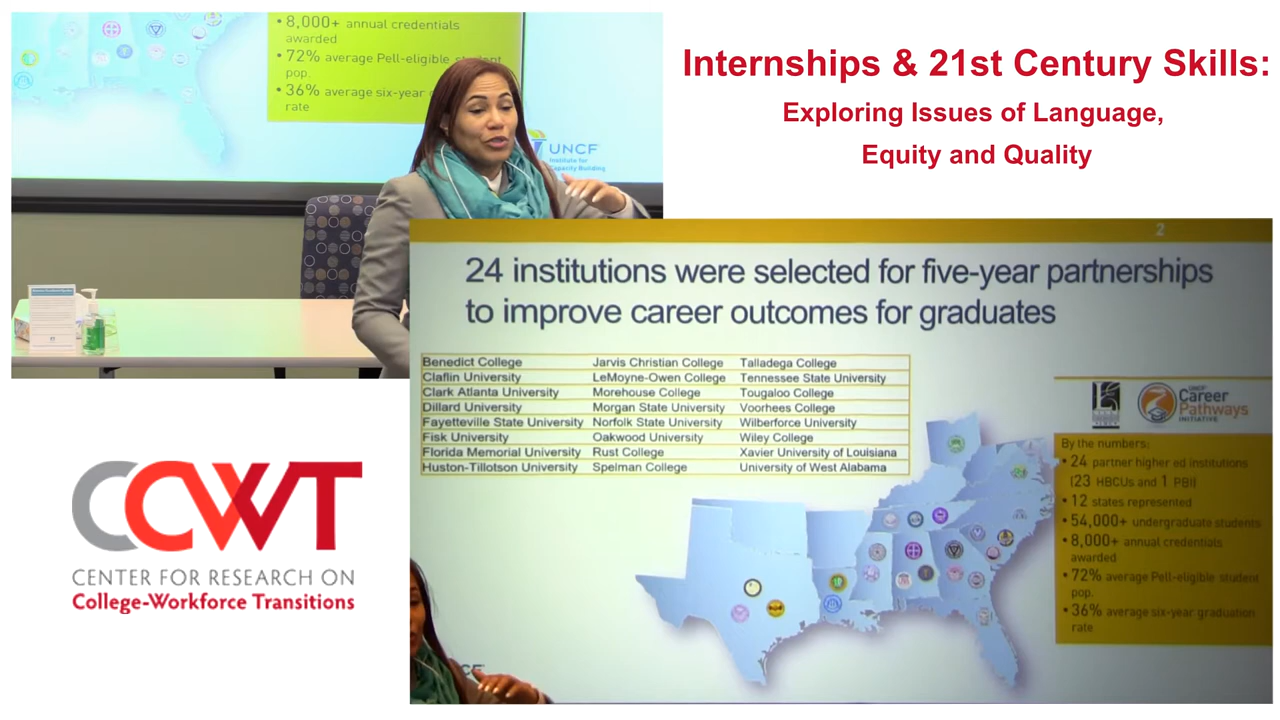 • 8,000+ annual credentials
awarded
• 72% average Pell-eligible student
pop.
• 36% average six-year
rate
UNCF
Institute for
Capacity Building
Internships & 21st Century Skills:
Exploring Issues of Language,
Equity and Quality
2
24 institutions were selected for five-year partnerships
to improve career outcomes for graduates
Benedict College Jarvis Christian College Talladega College
Claflin University LeMoyne-Owen College Tennessee State University
Clark Atlanta University Morehouse College Tougaloo College
Dillard University Morgan State University Voorhees College
Fayetteville State University Norfolk State University Wilberforce University
Fisk University Oakwood University Wiley College
Florida Memorial University Rust College Xavier University of Louisiana
Huston-Tillotson University Spelman College University of West Alabama
UNCF
Career
Pathways
INITIATIVE
By the numbers:
• 24 partner higher ed institutions
(23 HBCUs and 1 PBI)
• 12 states represented
• 54,000+ undergraduate students
• 8,000+ annual credentials
awarded
• 72% average Pell-eligible student
pop.
• 36% average six-year graduation
rate
CCWT
CENTER FOR RESEARCH ON
College-Workforce Transitions